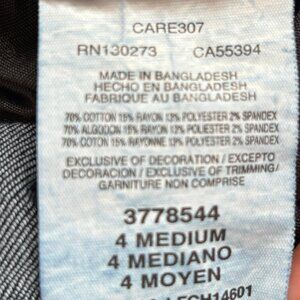 CARE307
RN130273 CA55394
MADE IN BANGLADESH
HECHO EN BANGLADESH
FABRIQUE AU BANGLADESH
70% COTTON 15% RAYON 13% POLYESTER 2% SPANDEX
70% ALGODON 15% RAYON 13% POLIESTER 2% SPANDEX
70% COTON 15% RAYONNE 13% POLYESTER 2% SPANDEX
EXCLUSIVE OF DECORATION / EXCEPTO
DECORACION / EXCLUSIVE OF TRIMMING/
GARNITURE NON COMPRISE
3778544
4 MEDIUM
4 MEDIANO
4 MOYEN